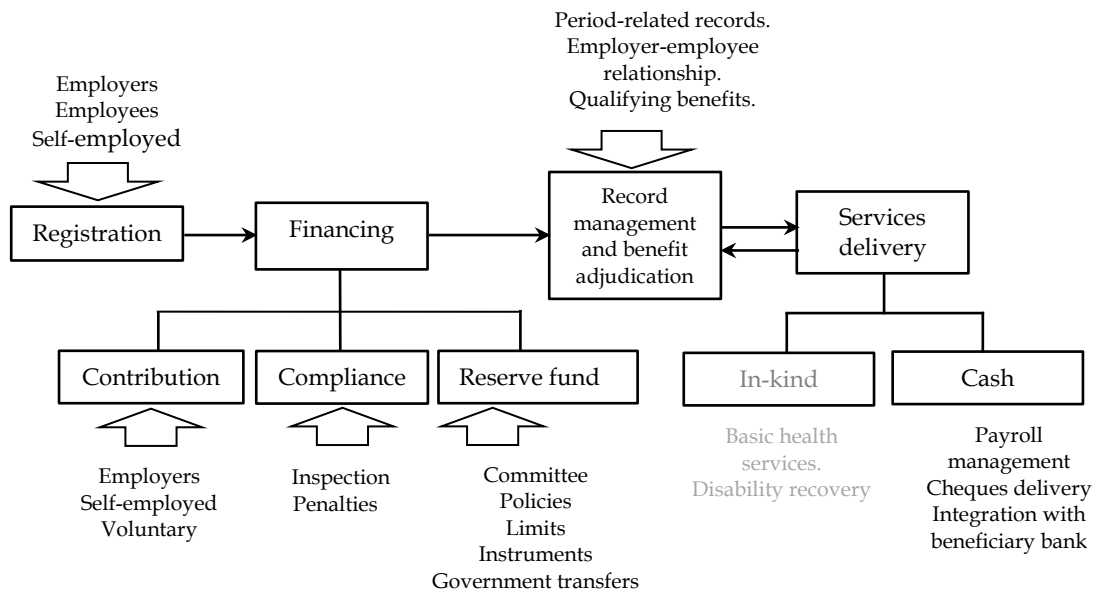 Period-related records.
Employer-employee
relationship.
Qualifying benefits.
Employers
Employees
Self-employed
Registration
Financing
Record
management
and benefit
adjudication
Services
delivery
Contribution
Compliance
Reserve fund
In-kind
Cash
Employers
Self-employed
Voluntary
Inspection
Penalties
Committee
Policies
Limits
Instruments
Government transfers
Basic health
services.
Disability recovery
Payroll
management
Cheques delivery
Integration with
beneficiary bank